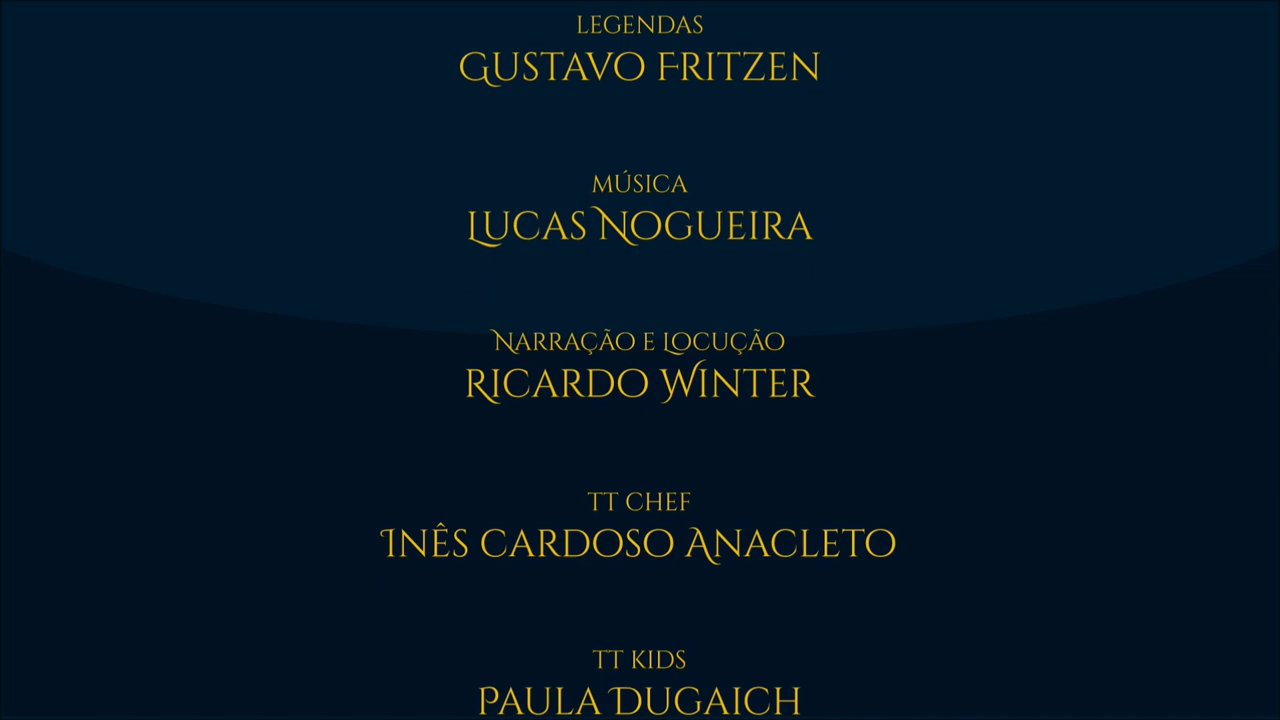 LEGENDAS
GUSTAVO FRITZEN
MÚSICA
LUCAS NOGUEIRA
NARRAÇÃO E LOCUÇÃO
RICARDO WINTER
TT CHEF
INÊS CARDOSO ANACLETO
TT KIDS
PAULA DUGAICH